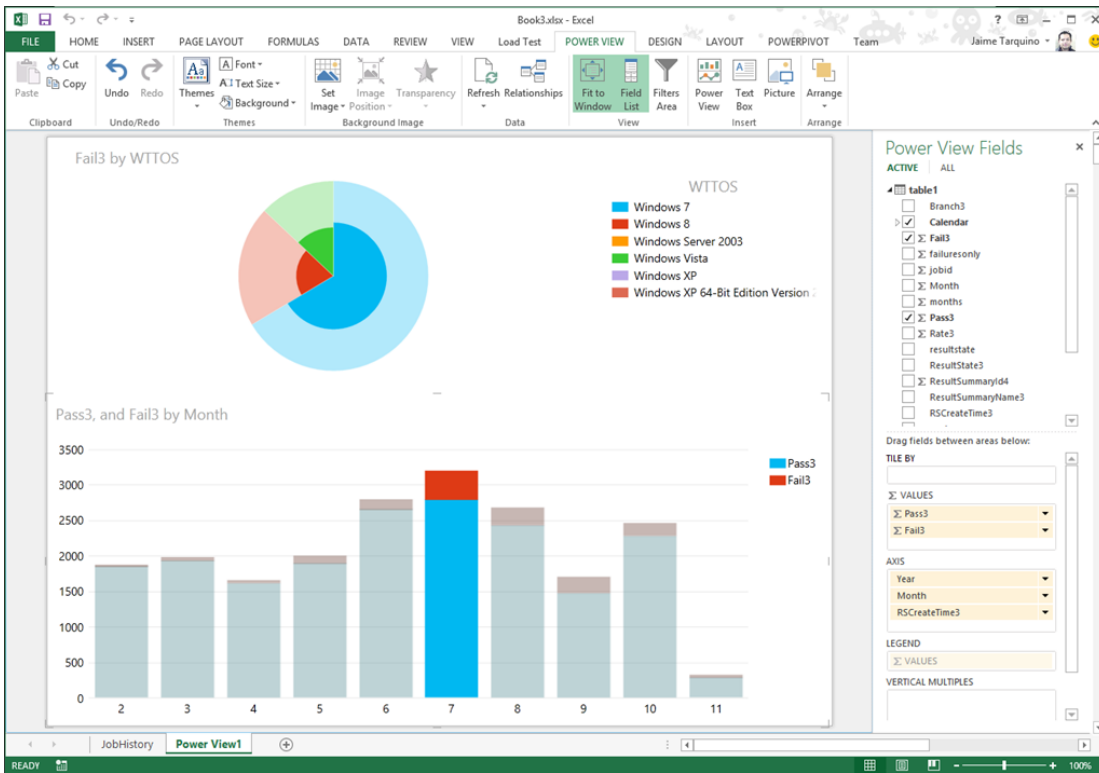 Book3.xlsx - Excel
FILE HOME INSERT PAGE LAYOUT FORMULAS DATA REVIEW VIEW Load Test POWER VIEW DESIGN LAYOUT POWERPIVOT Team Jaime Tarquino
Paste
Cut
Copy
Clipboard
Undo Redo
Undo/Redo
Themes
Font
Text Size
Background
Themes
Set Image
Image Position
Transparency
Background Image
Refresh Relationships
Data
Fit to Window
Field List
Filters Area
View
Power View
Text Box
Picture
Insert
Arrange
Arrange
Fail3 by WTTOS
WTTOS
Windows 7
Windows 8
Windows Server 2003
Windows Vista
Windows XP
Windows XP 64-Bit Edition Version
Pass3, and Fail3 by Month
3500
3000
2500
2000
1500
1000
500
0
2 3 4 5 6 7 8 9 10 11
Pass3
Fail3
Power View Fields
ACTIVE ALL
table1
Branch3
Calendar
Σ Fail3
Σ failuresonly
Σ jobid
Σ Month
Σ months
Σ Pass3
Σ Rate3
resultstate
ResultState3
Σ ResultSummaryId4
ResultSummaryName3
RSCreateTime3
Drag fields between areas below:
TILE BY
Σ VALUES
Σ Pass3
Σ Fail3
AXIS
Year
Month
RSCreateTime3
LEGEND
Σ VALUES
VERTICAL MULTIPLES
JobHistory Power View1
READY
100%